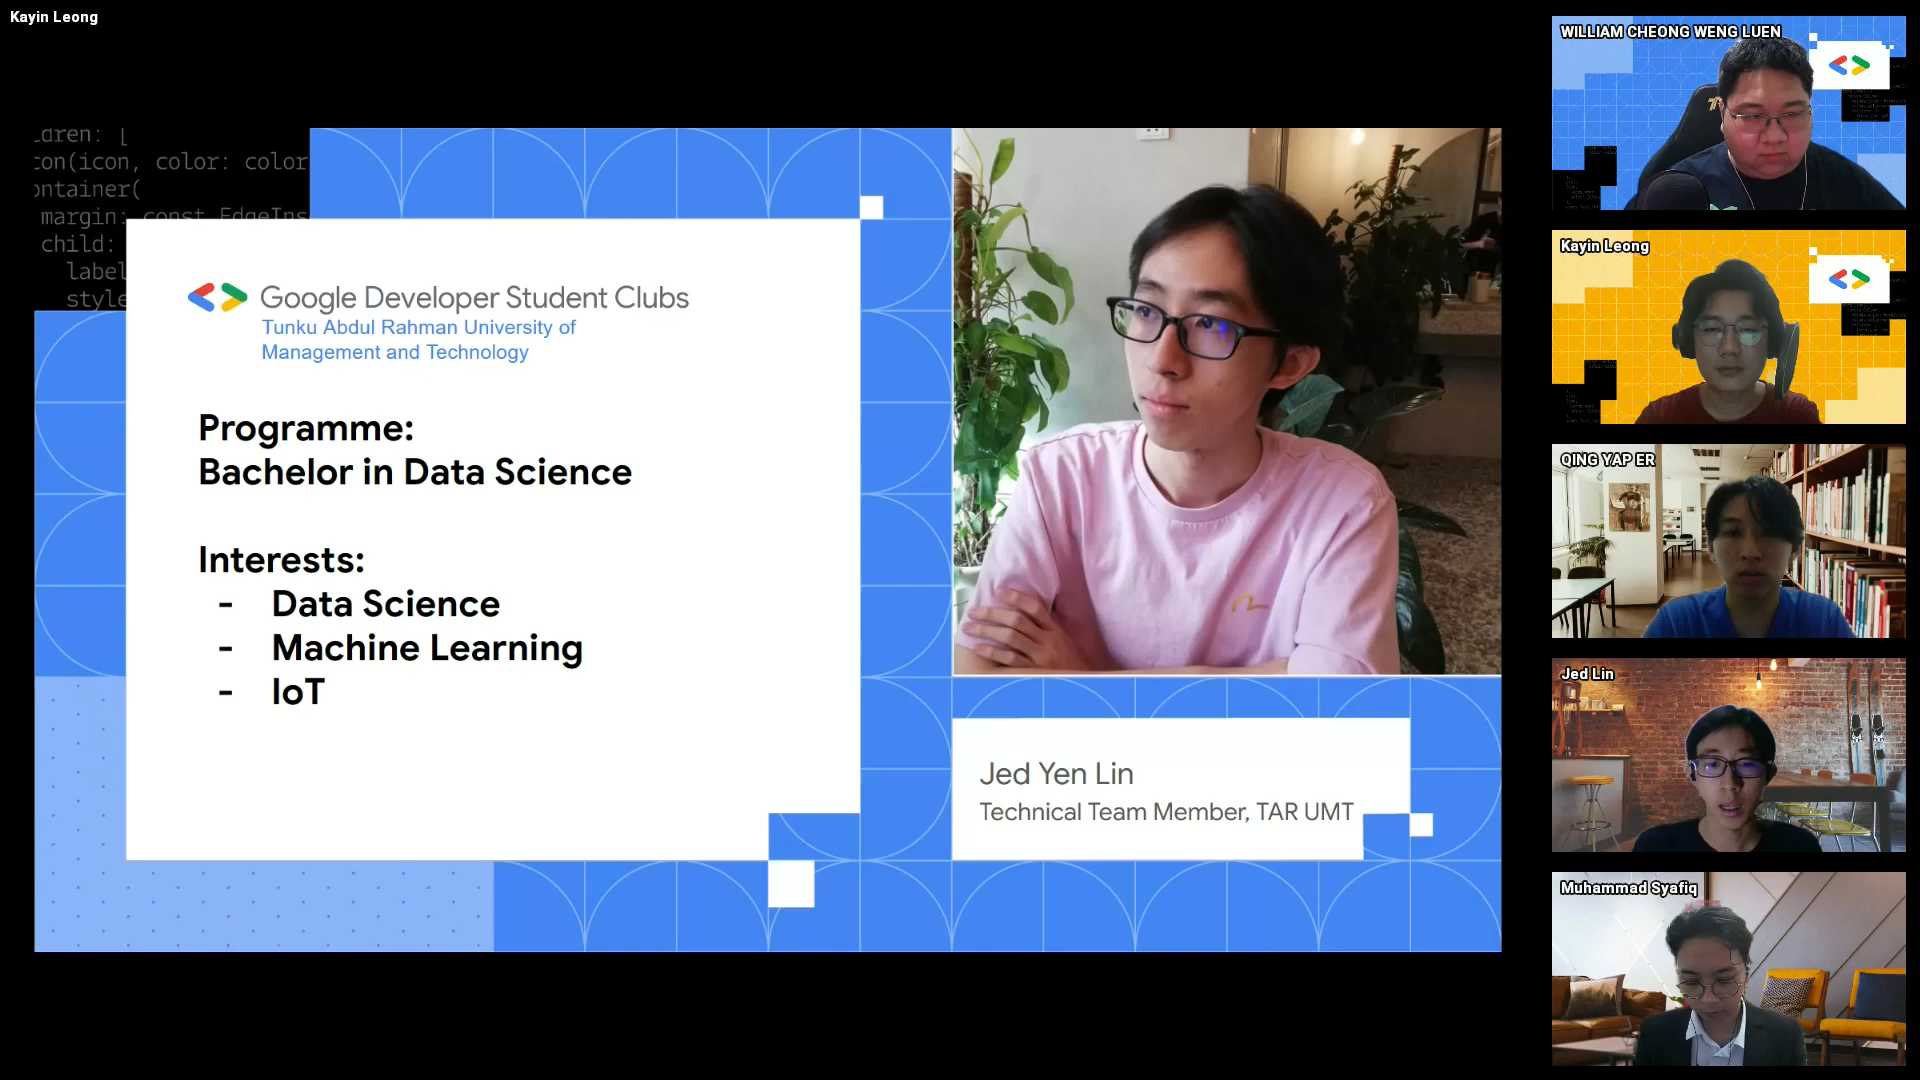 Kayin Leong
dren: [
con(icon, color: color
ontainer(
margin: const EdgeIns
child:
label
style
Google Developer Student Clubs
Tunku Abdul Rahman University of
Management and Technology
Programme:
Bachelor in Data Science
Interests:
- Data Science
- Machine Learning
- IoT
Jed Yen Lin
Technical Team Member, TAR UMT
WILLIAM CHEONG WENG LUEN
Kayin Leong
QING YAP ER
Jed Lin
Muhammad Syafiq